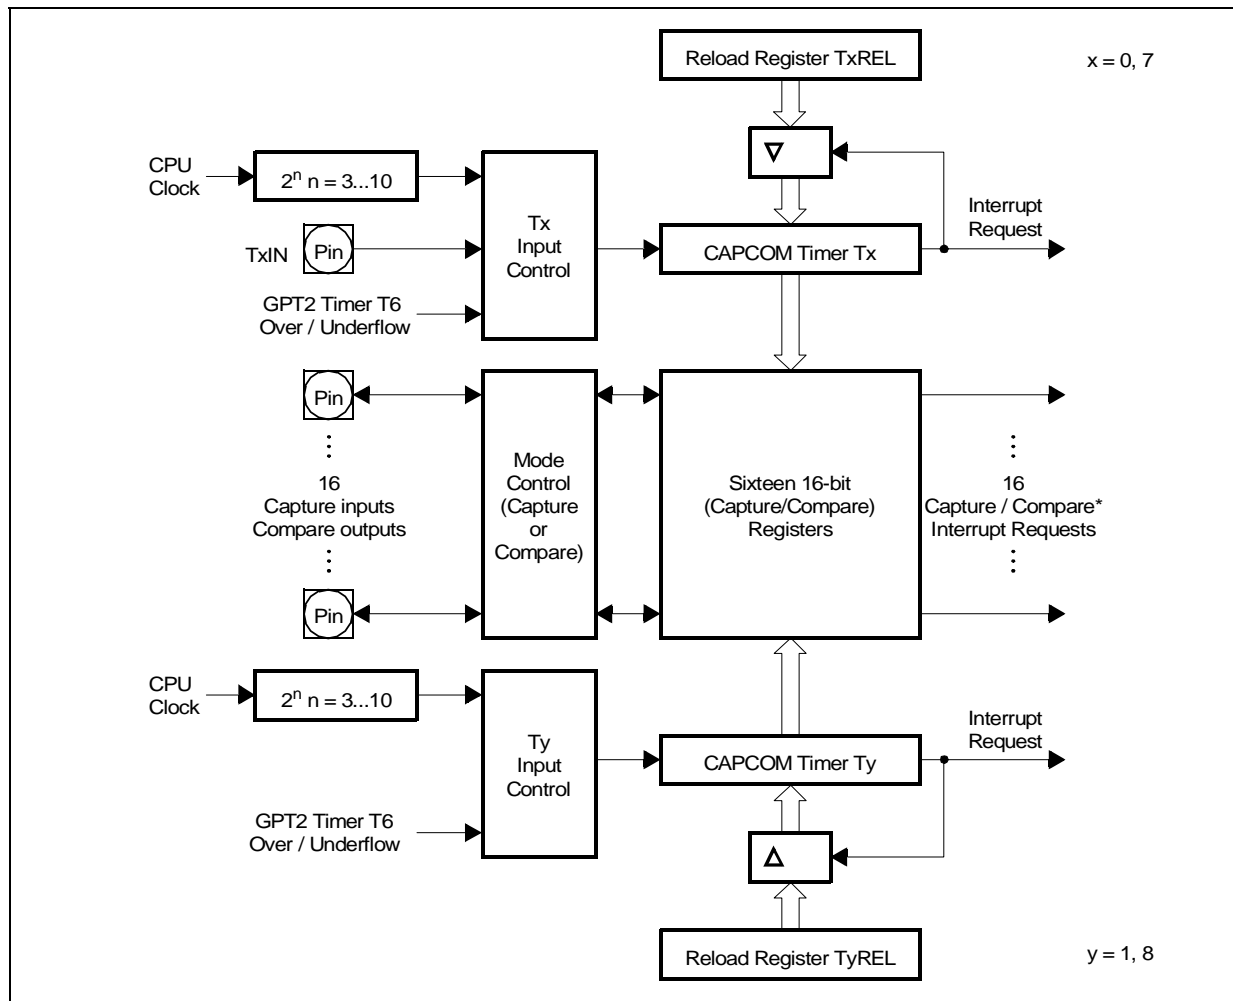 Reload Register TxREL
x = 0, 7
CPU
Clock
2ⁿ n = 3...10
Tx
Input
Control
TxIN
Pin
CAPCOM Timer Tx
Interrupt
Request
GPT2 Timer T6
Over / Underflow
Pin
16
Capture inputs
Compare outputs
Pin
Mode
Control
(Capture
or
Compare)
Sixteen 16-bit
(Capture/Compare)
Registers
16
Capture / Compare*
Interrupt Requests
CPU
Clock
2ⁿ n = 3...10
Ty
Input
Control
CAPCOM Timer Ty
Interrupt
Request
GPT2 Timer T6
Over / Underflow
Reload Register TyREL
y = 1, 8